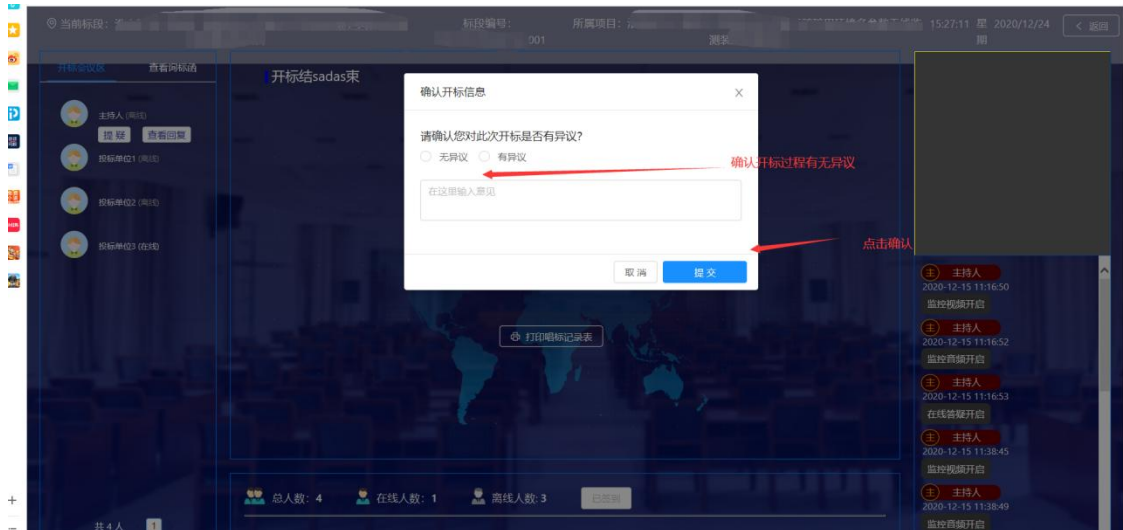 当前标段：
标段编号：
所属项目：
15:27:11 星期
2020/12/24
< 返回
001
测
开标会议区
查看询标函
主持人 (离线)
提 疑
查看回复
投标单位1 (离线)
投标单位2 (离线)
投标单位3 (在线)
共 4 人
1
开标结sadas束
确认开标信息
请确认您对此次开标是否有异议?
无异议
有异议
在这里输入意见
取 消
提 交
确认开标过程有无异议
点击确认
打印唱标记录表
总人数: 4
在线人数: 1
离线人数: 3
已签到
主 主持人
2020-12-15 11:16:50
监控视频开启
主 主持人
2020-12-15 11:16:52
监控音频开启
主 主持人
2020-12-15 11:16:53
在线答疑开启
主 主持人
2020-12-15 11:38:45
监控视频开启
主 主持人
2020-12-15 11:38:49
监控音频开启